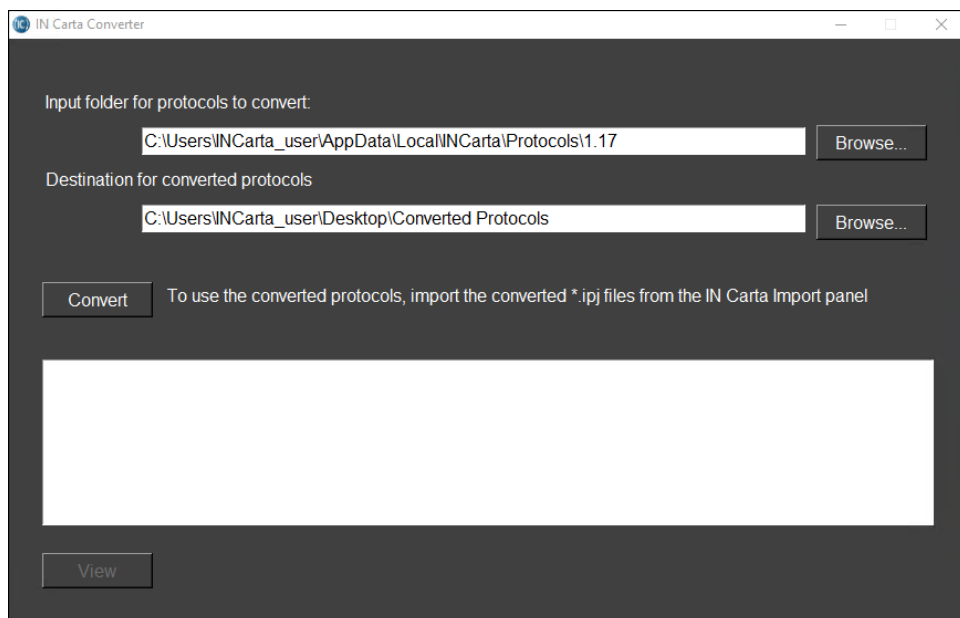 IN Carta Converter
Input folder for protocols to convert:
C:\Users\INCarta_user\AppData\Local\INCarta\Protocols\1.17
Browse...
Destination for converted protocols
C:\Users\INCarta_user\Desktop\Converted Protocols
Browse...
Convert
To use the converted protocols, import the converted *.ipj files from the IN Carta Import panel
View